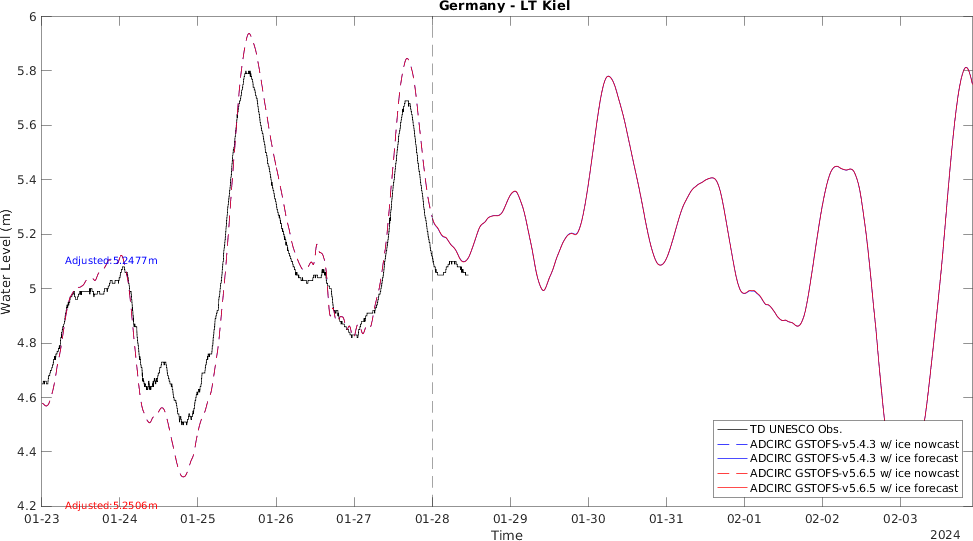 Germany - LT Kiel
6
5.8
5.6
5.4
5.2
5
4.8
4.6
4.4
4.2
Water Level (m)
Adjusted:5.2477m
Adjusted:5.2506m
TD UNESCO Obs.
ADCIRC GSTOFS-v5.4.3 w/ ice nowcast
ADCIRC GSTOFS-v5.4.3 w/ ice forecast
ADCIRC GSTOFS-v5.6.5 w/ ice nowcast
ADCIRC GSTOFS-v5.6.5 w/ ice forecast
01-23 01-24 01-25 01-26 01-27 01-28 01-29 01-30 01-31 02-01 02-02 02-03
Time
2024